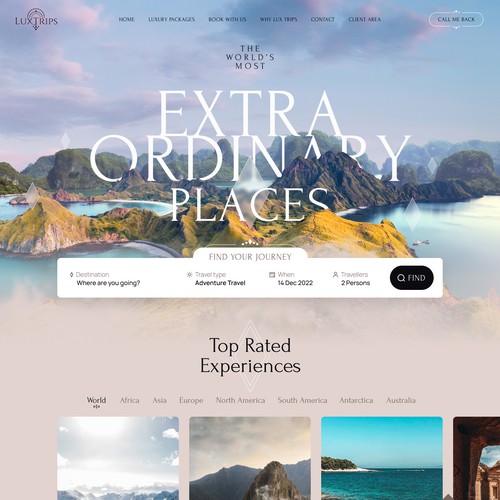 LUXTRIPS
HOME LUXURY PACKAGES BOOK WITH US WHY LUX TRIPS CONTACT CLIENT AREA
CALL ME BACK
THE
WORLD'S
MOST
EXTRA
ORDINARY
PLACES
FIND YOUR JOURNEY
Destination Travel type When Travellers
Where are you going? Adventure Travel 14 Dec 2022 2 Persons
FIND
Top Rated
Experiences
World Africa Asia Europe North America South America Antarctica Australia